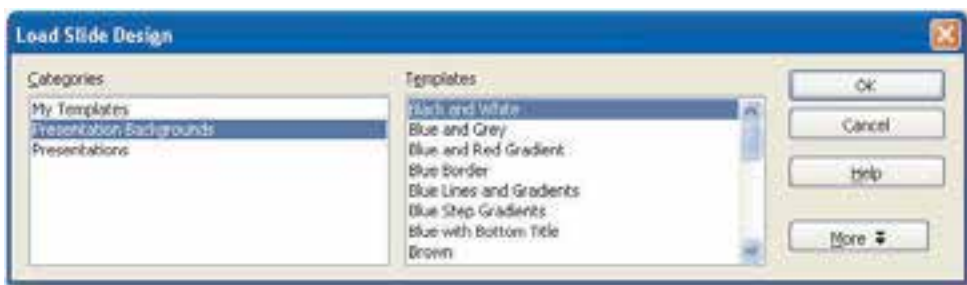 Load Slide Design
Categories
My Templates
Presentation Backgrounds
Presentations
Templates
Black and White
Blue and Grey
Blue and Red Gradient
Blue Border
Blue Lines and Gradients
Blue Step Gradients
Blue with Bottom Title
Brown
OK
Cancel
Help
More